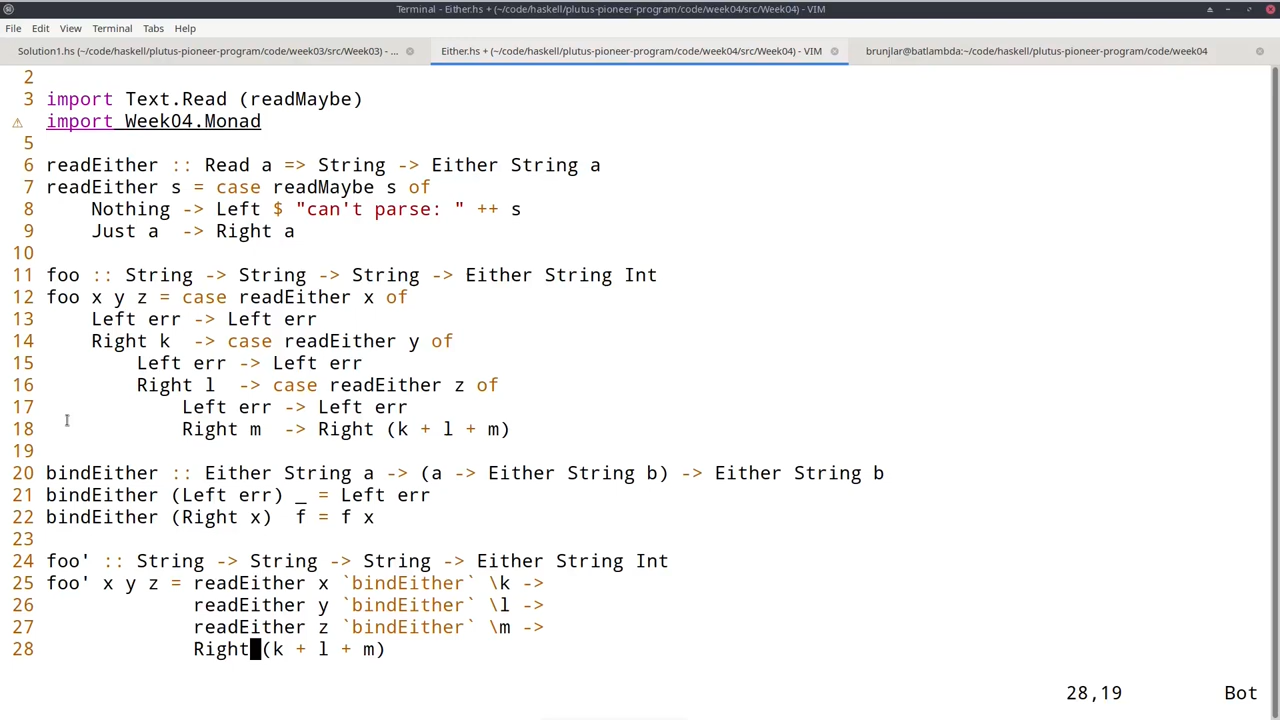 Terminal - Either.hs + (~/code/haskell/plutus-pioneer-program/code/week04/src/Week04) - VIM
File Edit View Terminal Tabs Help
Solution1.hs (~/code/haskell/plutus-pioneer-program/code/week03/src/Week03) - ... Either.hs + (~/code/haskell/plutus-pioneer-program/code/week04/src/Week04) - VIM brunjlar@batlambda:~/code/haskell/plutus-pioneer-program/code/week04
2
3 import Text.Read (readMaybe)
⚠ import Week04.Monad
5
6 readEither :: Read a => String -> Either String a
7 readEither s = case readMaybe s of
8     Nothing -> Left $ "can't parse: " ++ s
9     Just a  -> Right a
10
11 foo :: String -> String -> String -> Either String Int
12 foo x y z = case readEither x of
13     Left err -> Left err
14     Right k  -> case readEither y of
15         Left err -> Left err
16         Right l  -> case readEither z of
17             Left err -> Left err
18             Right m  -> Right (k + l + m)
19
20 bindEither :: Either String a -> (a -> Either String b) -> Either String b
21 bindEither (Left err) _ = Left err
22 bindEither (Right x)  f = f x
23
24 foo' :: String -> String -> String -> Either String Int
25 foo' x y z = readEither x `bindEither` \k ->
26              readEither y `bindEither` \l ->
27              readEither z `bindEither` \m ->
28              Right (k + l + m)
28,19 Bot